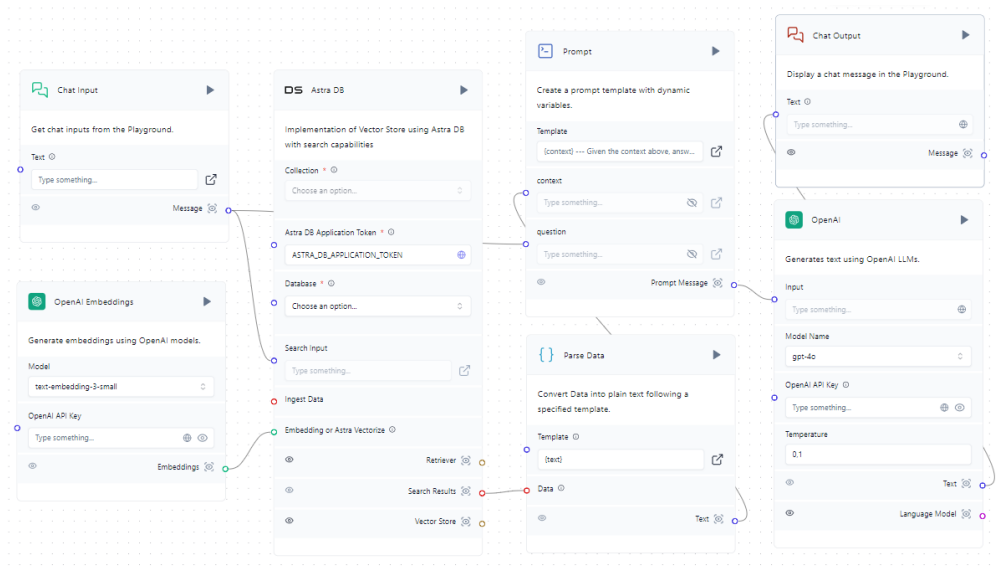 Chat Input
Get chat inputs from the Playground.
Text
Type something...
Message
OpenAI Embeddings
Generate embeddings using OpenAI models.
Model
text-embedding-3-small
OpenAI API Key
Type something...
Embeddings
DS Astra DB
Implementation of Vector Store using Astra DB
with search capabilities
Collection *
Choose an option...
Astra DB Application Token *
ASTRA_DB_APPLICATION_TOKEN
Database *
Choose an option...
Search Input
Type something...
Ingest Data
Embedding or Astra Vectorize
Retriever
Search Results
Vector Store
Prompt
Create a prompt template with dynamic
variables.
Template
{context} --- Given the context above, answ...
context
Type something...
question
Type something...
Prompt Message
Parse Data
Convert Data into plain text following a
specified template.
Template
{text}
Data
Text
Chat Output
Display a chat message in the Playground.
Text
Type something...
Message
OpenAI
Generates text using OpenAI LLMs.
Input
Type something...
Model Name
gpt-4o
OpenAI API Key
Type something...
Temperature
0.1
Text
Language Model